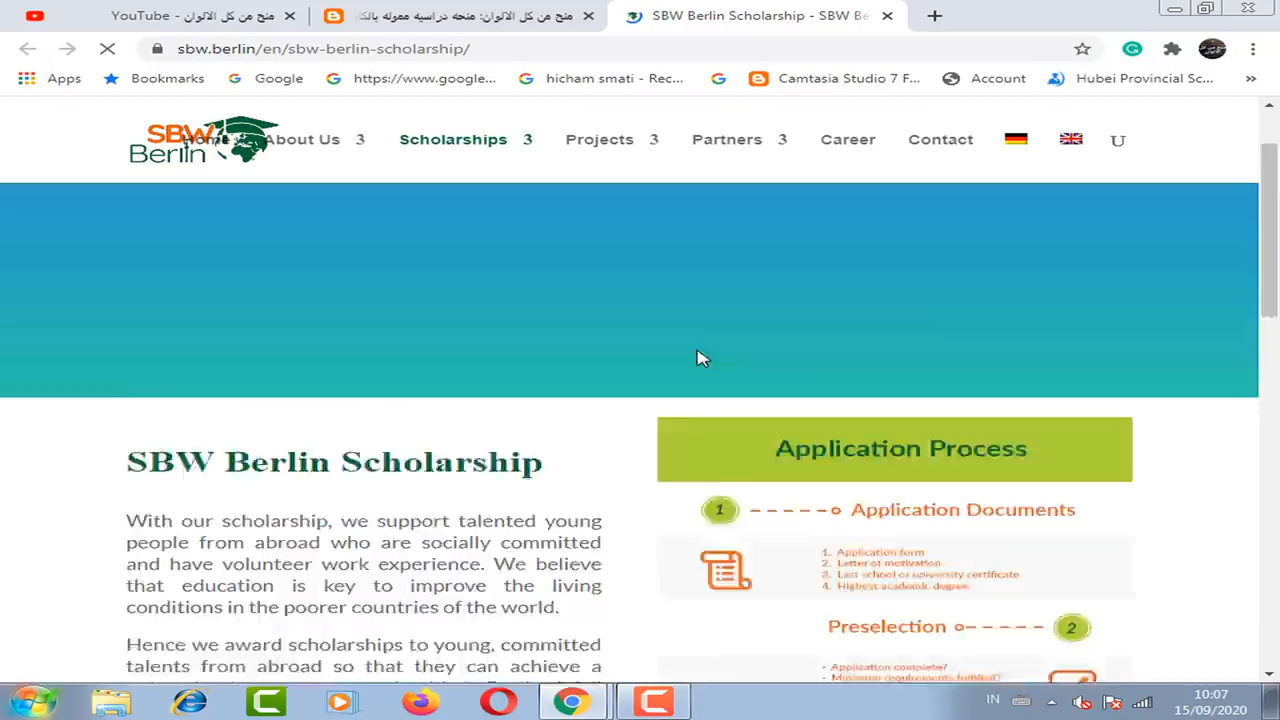 YouTube - منح من كل الالوان
منح من كل الالوان: منحه دراسيه مموله بالك
SBW Berlin Scholarship - SBW Be
sbw.berlin/en/sbw-berlin-scholarship/
Apps
Bookmarks
Google
https://www.google...
hicham smati - Rec...
Camtasia Studio 7 F...
Account
Hubei Provincial Sc...
»
SBW
Berlin
Home
About Us 3
Scholarships 3
Projects 3
Partners 3
Career
Contact
U
SBW Berlin Scholarship
With our scholarship, we support talented young
people from abroad who are socially committed
and have volunteer work experience. We believe
that education is key to improve the living
conditions in the poorer countries of the world.
Hence we award scholarships to young, committed
talents from abroad so that they can achieve a
Application Process
1 Application Documents
1. Application form
2. Letter of motivation
3. Last school or university certificate
4. Highest academic degree
Preselection 2
- Application complete?
- Minimum requirements fulfilled?
IN
10:07
15/09/2020